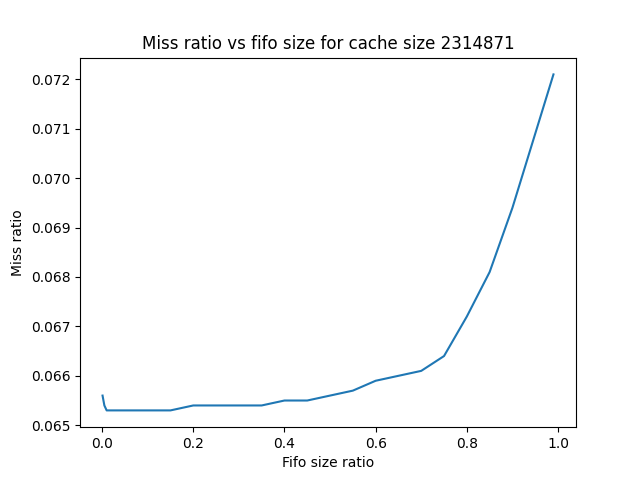 Miss ratio vs fifo size for cache size 2314871
0.072
0.071
0.070
0.069
0.068
0.067
0.066
0.065
Miss ratio
0.0 0.2 0.4 0.6 0.8 1.0
Fifo size ratio